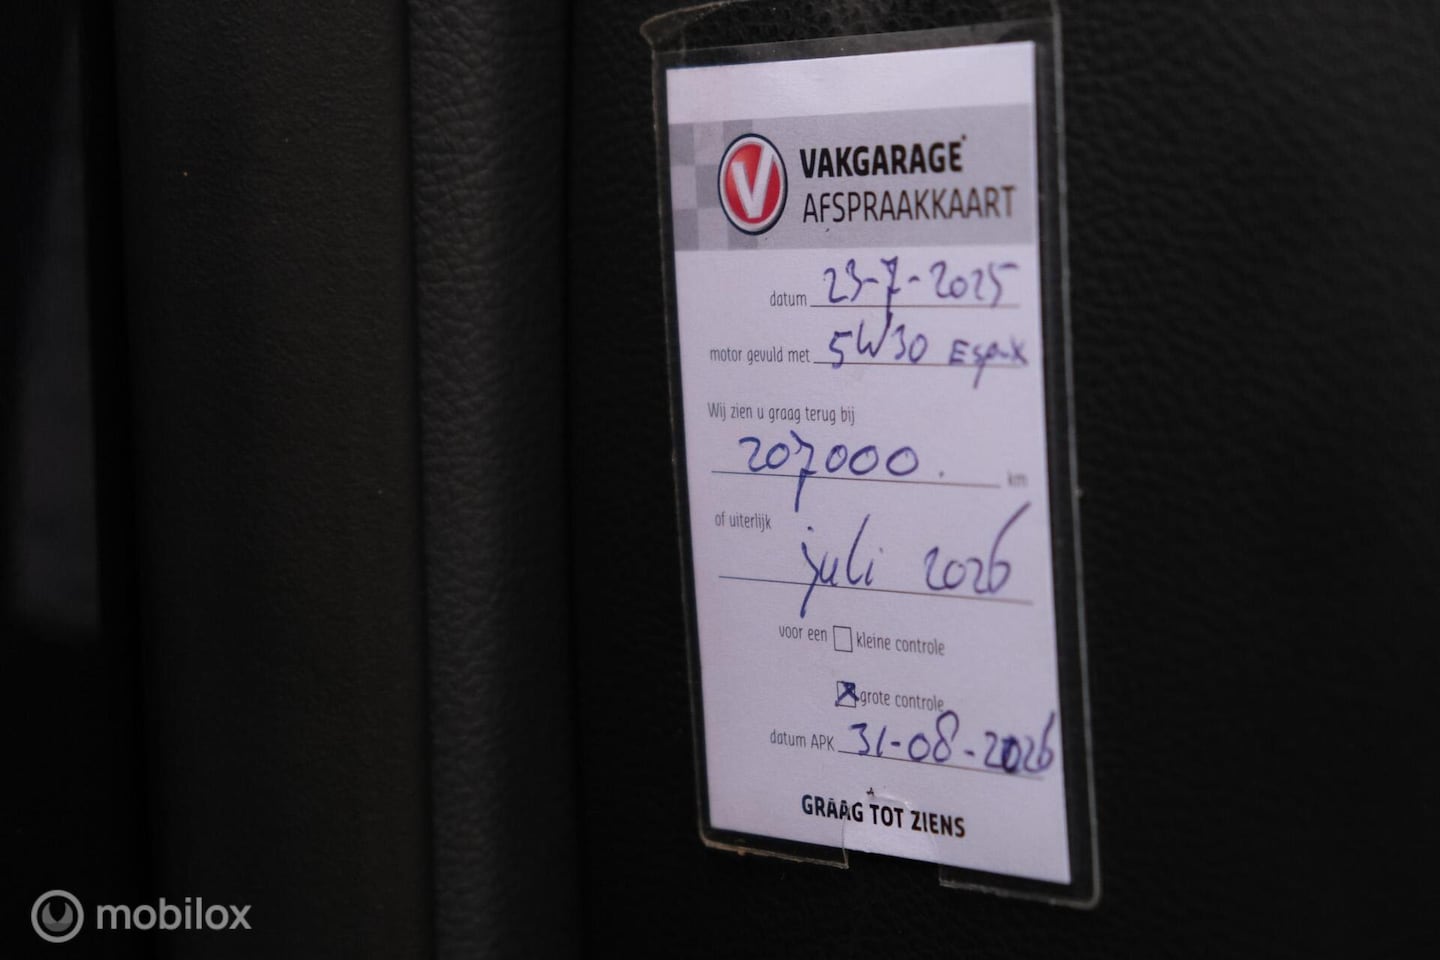 V VAKGARAGE®
AFSPRAAKKAART
datum 23-7-2025
motor gevuld met 5W30
Wij zien u graag terug bij
207000. km
of uiterlijk
juli 2026
voor een kleine controle
grote controle
datum APK 31-08-2026
GRAAG TOT ZIENS
mobilox